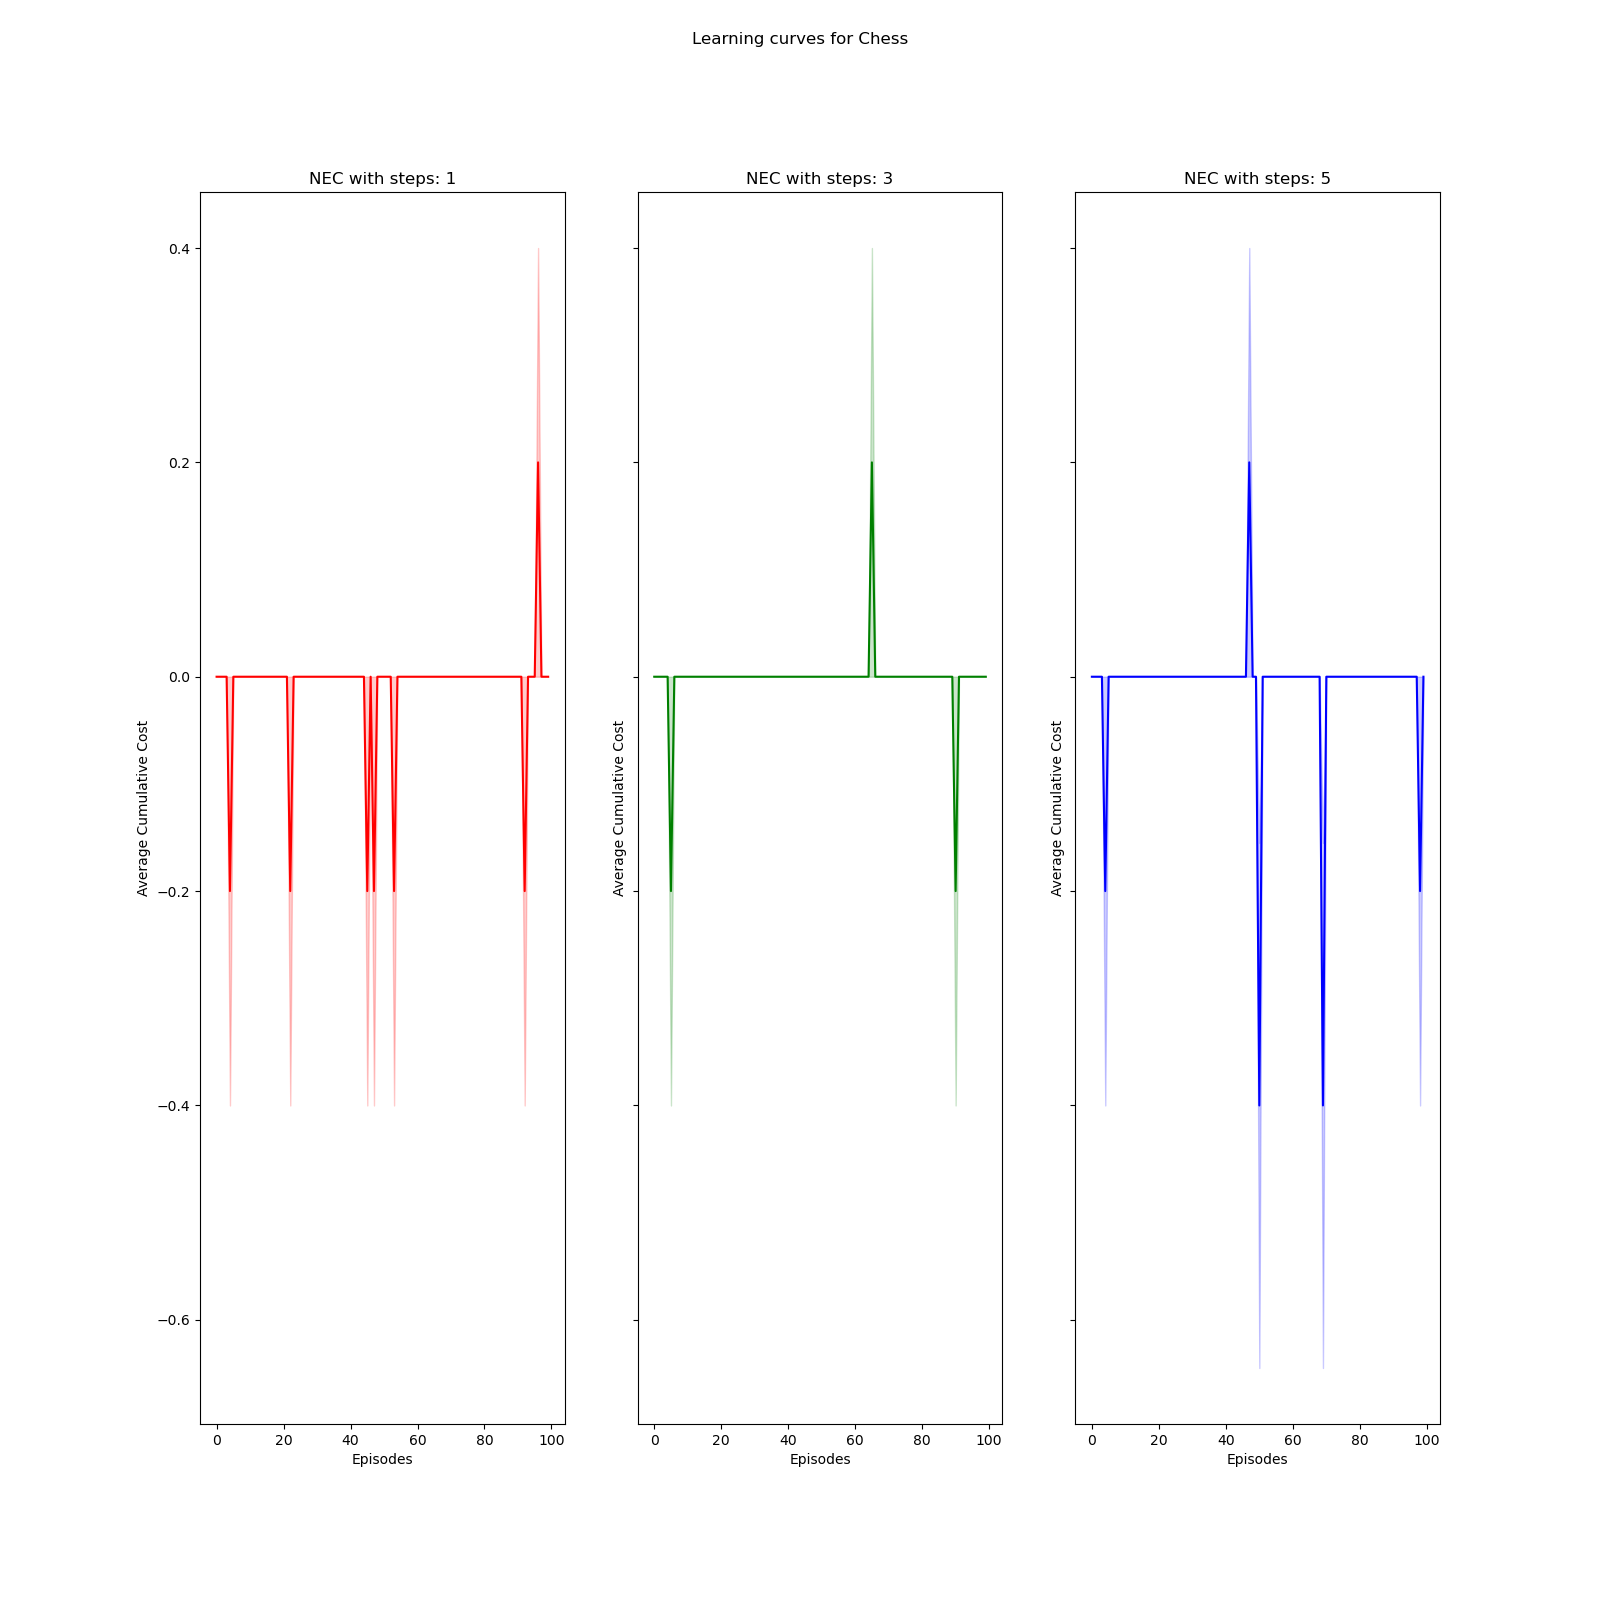 Learning curves for Chess
NEC with steps: 1
NEC with steps: 3
NEC with steps: 5
0.4
0.2
0.0
−0.2
−0.4
−0.6
Average Cumulative Cost
Average Cumulative Cost
Average Cumulative Cost
0 20 40 60 80 100
0 20 40 60 80 100
0 20 40 60 80 100
Episodes
Episodes
Episodes